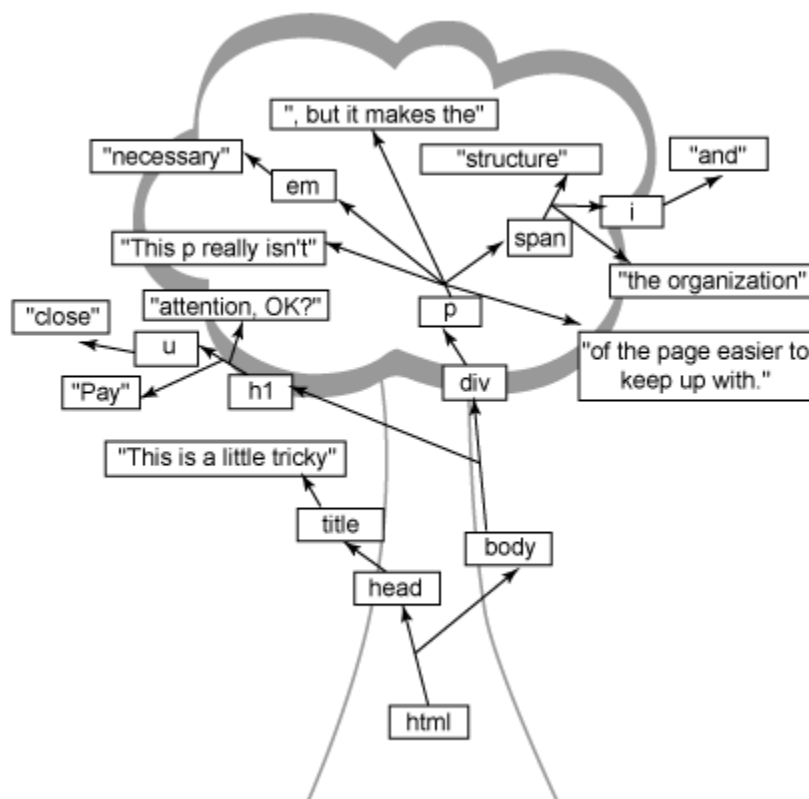 ", but it makes the"
"necessary"
"structure"
"and"
em
i
span
"This p really isn't"
"the organization"
"attention, OK?"
p
"close"
u
"of the page easier to
keep up with."
"Pay"
h1
div
"This is a little tricky"
title
body
head
html